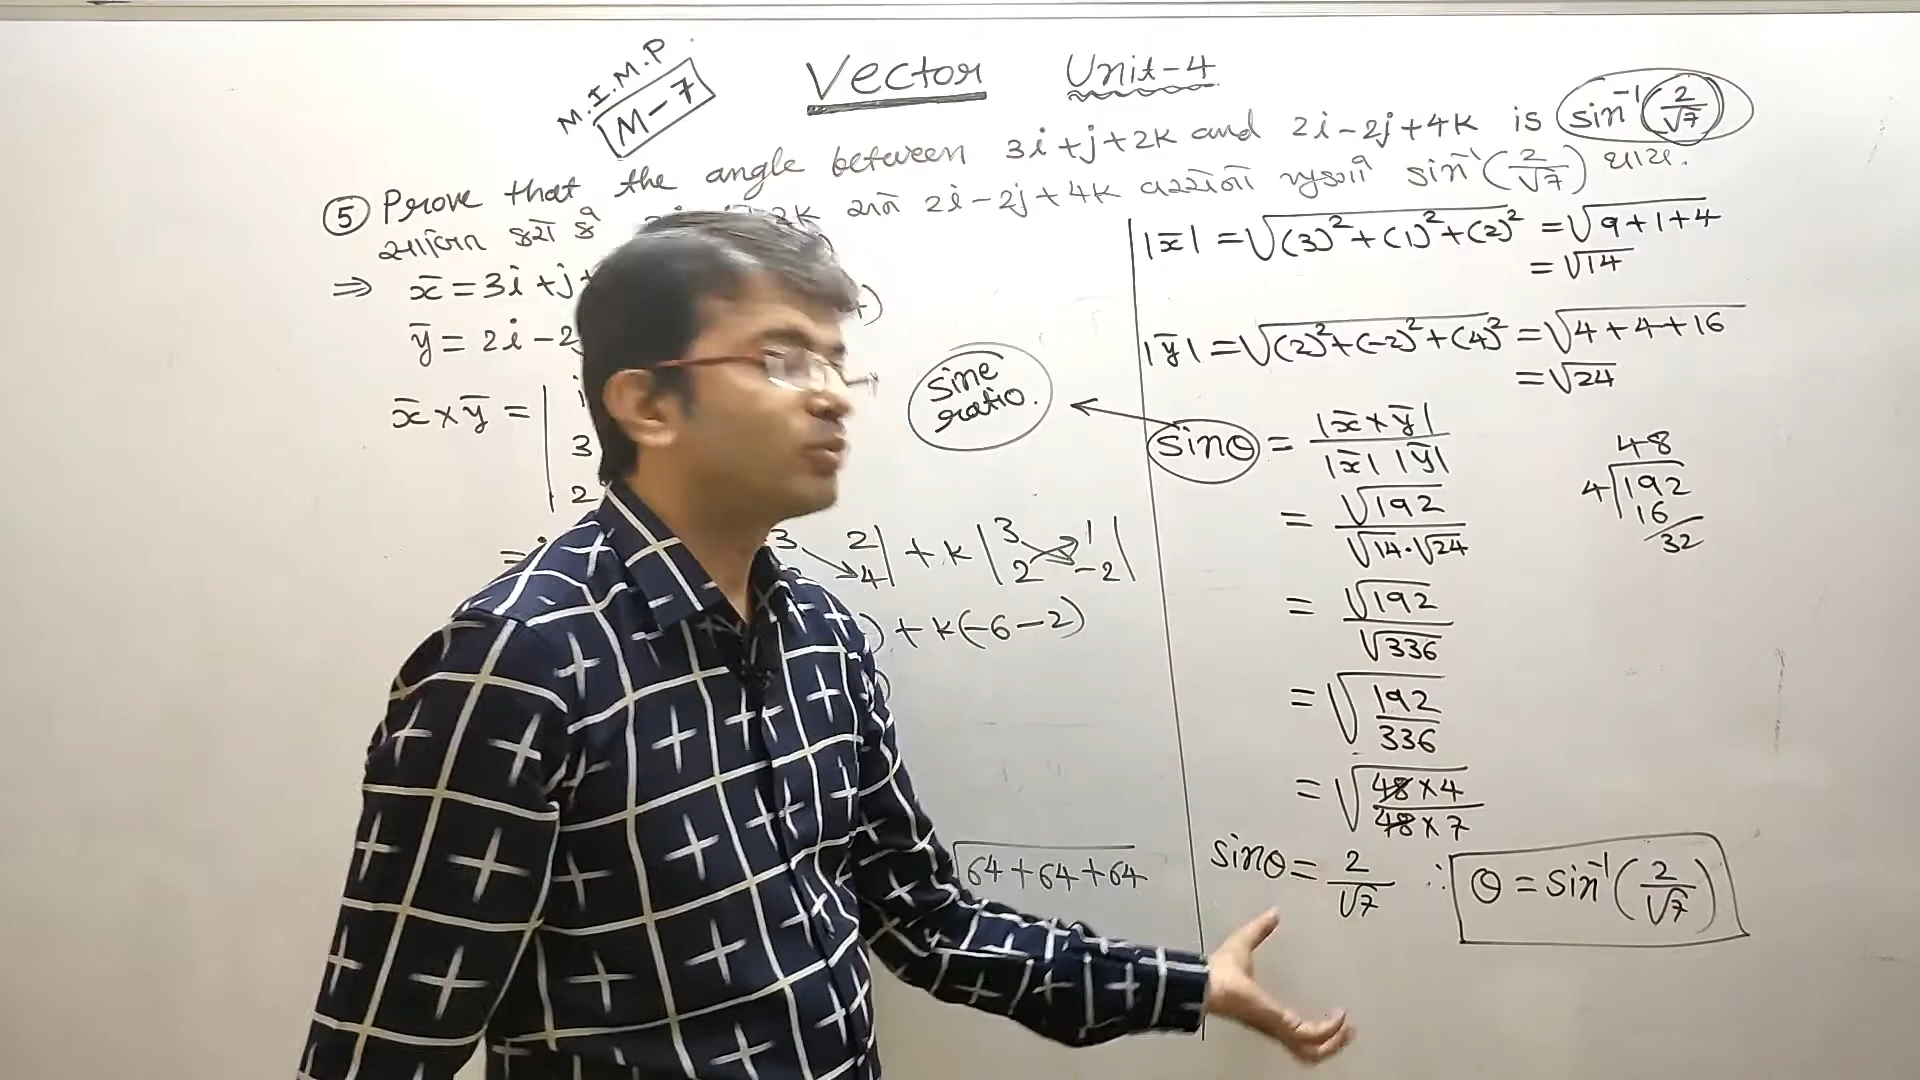 M.I.M.P
M-7
Vector Unit-4
⑤ Prove that the angle between 3i+j+2k and 2i-2j+4k is sin⁻¹(2/√7)
સાબિત કરો કે 2k અને 2i-2j+4k વચ્ચેનો ખૂણો sin⁻¹(2/√7) થાય.
⇒ x̄ = 3i+j+
ȳ = 2i-2j
x̄ × ȳ = | i
3
2
3 2
4 | + k | 3 1
2 -2 |
) + k(-6-2)
√64+64+64
|x̄| = √(3)²+(1)²+(2)² = √9+1+4
= √14
|ȳ| = √(2)²+(-2)²+(4)² = √4+4+16
= √24
sine
ratio.
sinθ = |x̄ × ȳ| / |x̄| |ȳ|
= √192 / √14·√24
= √192 / √336
= √(192/336)
= √(48×4 / 48×7)
sinθ = 2/√7 ∴ θ = sin⁻¹(2/√7)
48
4 √192
16
32